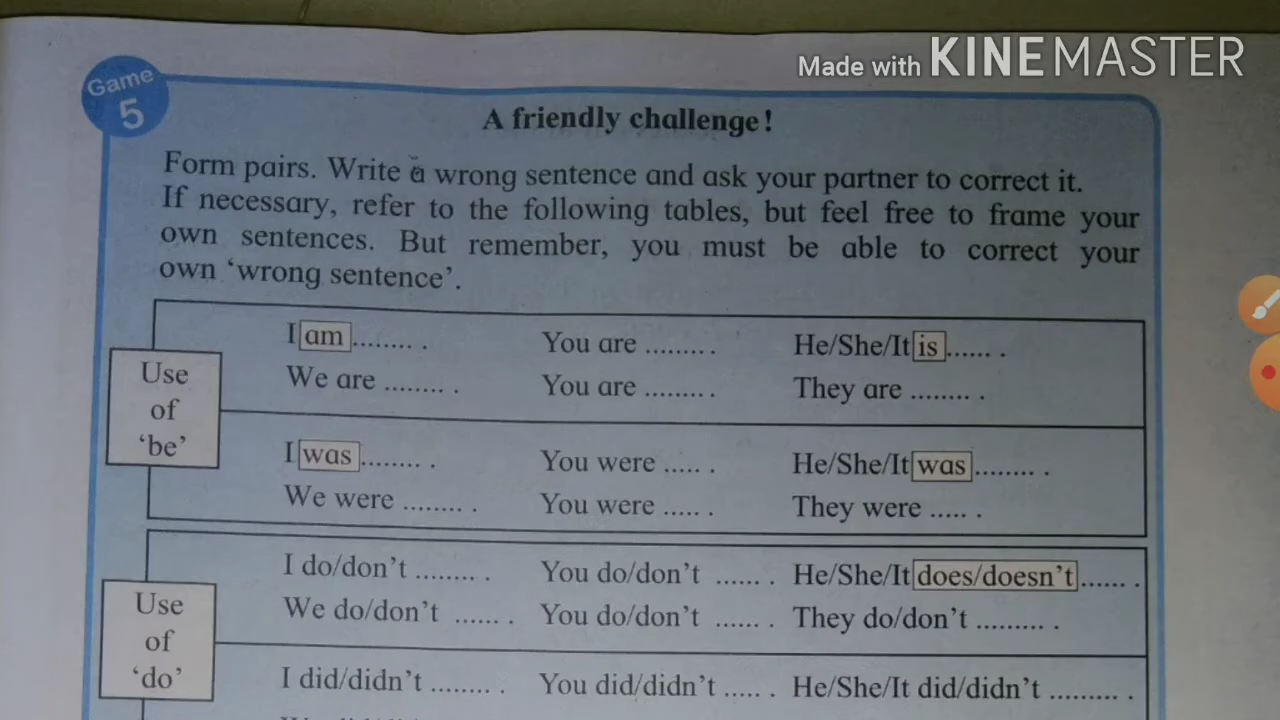 Made with KINEMASTER
Game
5
A friendly challenge!
Form pairs. Write a wrong sentence and ask your partner to correct it.
If necessary, refer to the following tables, but feel free to frame your
own sentences. But remember, you must be able to correct your
own ‘wrong sentence’.
Use
of
‘be’
I am ........ . You are ........ . He/She/It is ...... .
We are ........ . You are ........ . They are ........ .
I was ........ . You were ..... . He/She/It was ........ .
We were ........ . You were ..... . They were ..... .
Use
of
‘do’
I do/don’t ........ . You do/don’t ...... . He/She/It does/doesn’t ...... .
We do/don’t ...... . You do/don’t ...... . They do/don’t ......... .
I did/didn’t ........ . You did/didn’t ..... . He/She/It did/didn’t ......... .